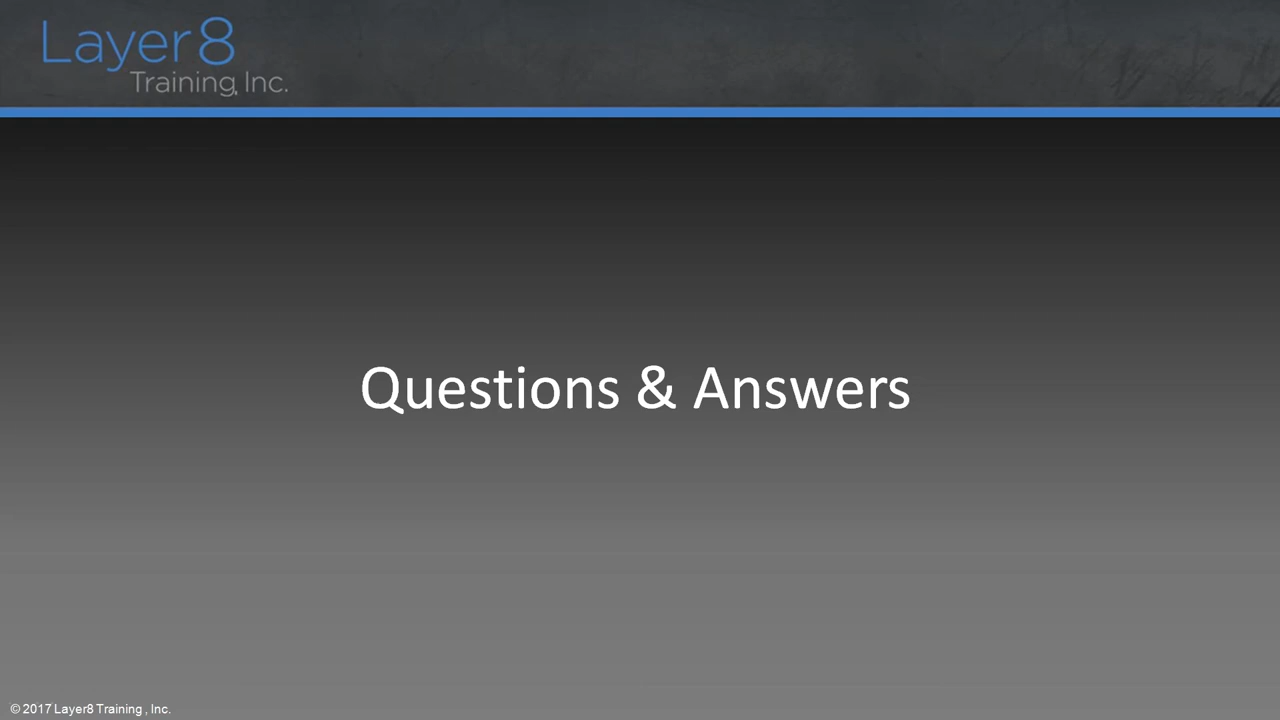 Layer8
Training, Inc.
Questions & Answers
© 2017 Layer8 Training , Inc.